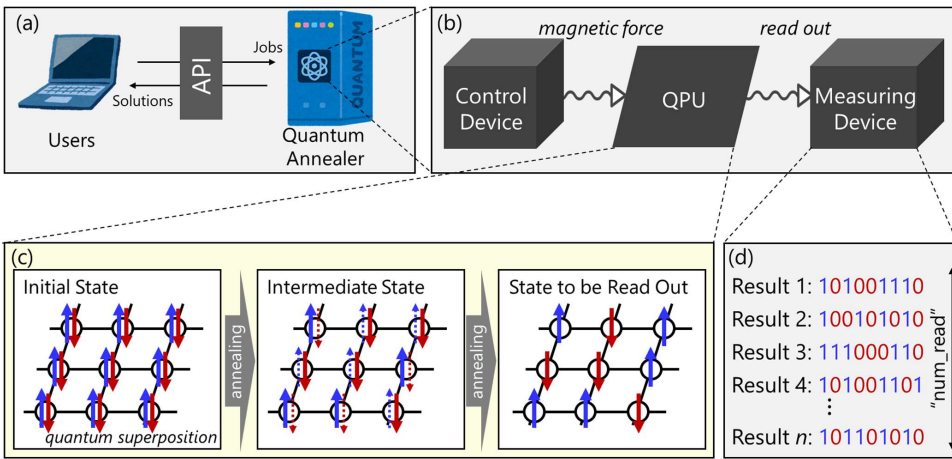 (a)
Users
API
Jobs
Solutions
QUANTUM
Quantum
Annealer
(b)
magnetic force
read out
Control
Device
QPU
Measuring
Device
(c)
Initial State
quantum superposition
annealing
Intermediate State
annealing
State to be Read Out
(d)
Result 1: 101001110
Result 2: 100101010
Result 3: 111000110
Result 4: 101001101
⋮
Result n: 101101010
“num_read”